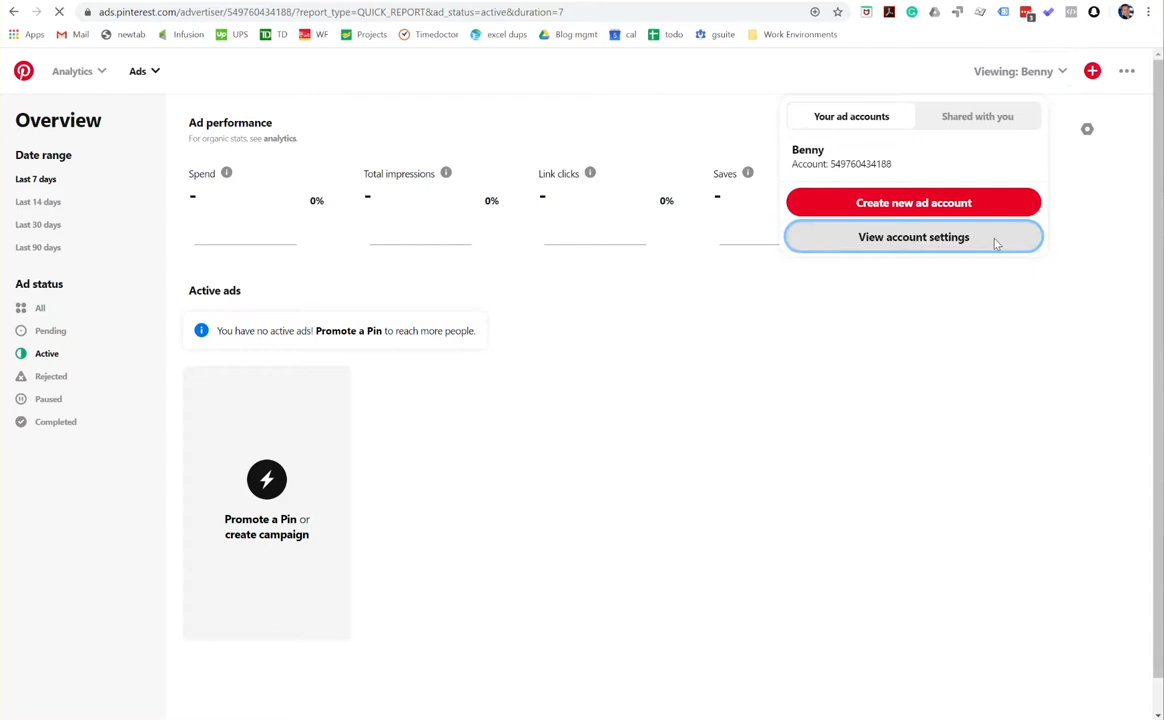 ads.pinterest.com/advertiser/549760434188/?report_type=QUICK_REPORT&ad_status=active&duration=7
Apps Mail newtab Infusion UPS TD WF Projects Timedoctor excel dups Blog mgmt cal todo gsuite Work Environments
Analytics Ads Viewing: Benny
Overview
Date range
Last 7 days
Last 14 days
Last 30 days
Last 90 days
Ad status
All
Pending
Active
Rejected
Paused
Completed
Ad performance
For organic stats, see analytics.
Spend Total impressions Link clicks Saves
- 0% - 0% - 0% -
Active ads
You have no active ads! Promote a Pin to reach more people.
Promote a Pin or
create campaign
Your ad accounts Shared with you
Benny
Account: 549760434188
Create new ad account
View account settings